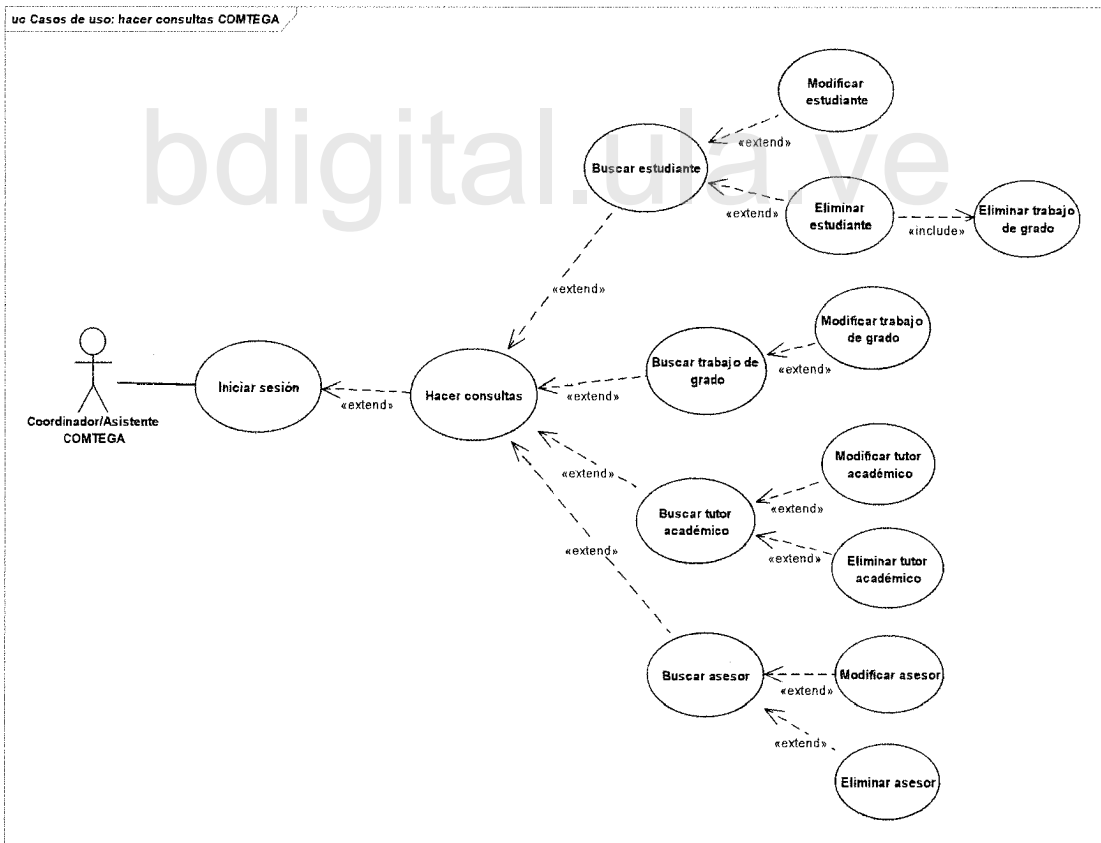 uc Casos de uso: hacer consultas COMTEGA
bdigital.ula.ve
Modificar
estudiante
«extend»
Buscar estudiante
«extend»
Eliminar
estudiante
«include»
Eliminar trabajo
de grado
«extend»
Modificar trabajo
de grado
«extend»
Buscar trabajo de
grado
«extend»
Coordinador/Asistente
COMTEGA
Iniciar sesión
«extend»
Hacer consultas
Modificar tutor
académico
«extend»
«extend»
Buscar tutor
académico
«extend»
Eliminar tutor
académico
«extend»
Buscar asesor
«extend»
Modificar asesor
«extend»
Eliminar asesor